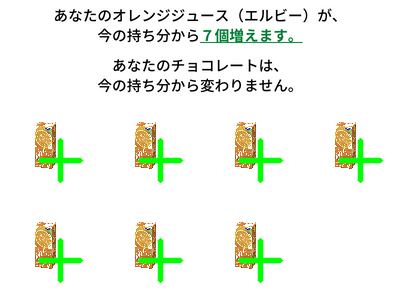 あなたのオレンジジュース（エルビー）が、
今の持ち分から７個増えます。
あなたのチョコレートは、
今の持ち分から変わりません。